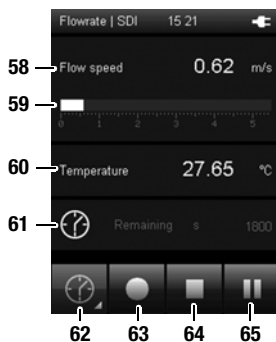 Flowrate | SDI 15 21
58 Flow speed 0.62 m/s
59
0 1 2 3 4 5
60 Temperature 27.65 °C
61 Remaining s 1800
62 63 64 65